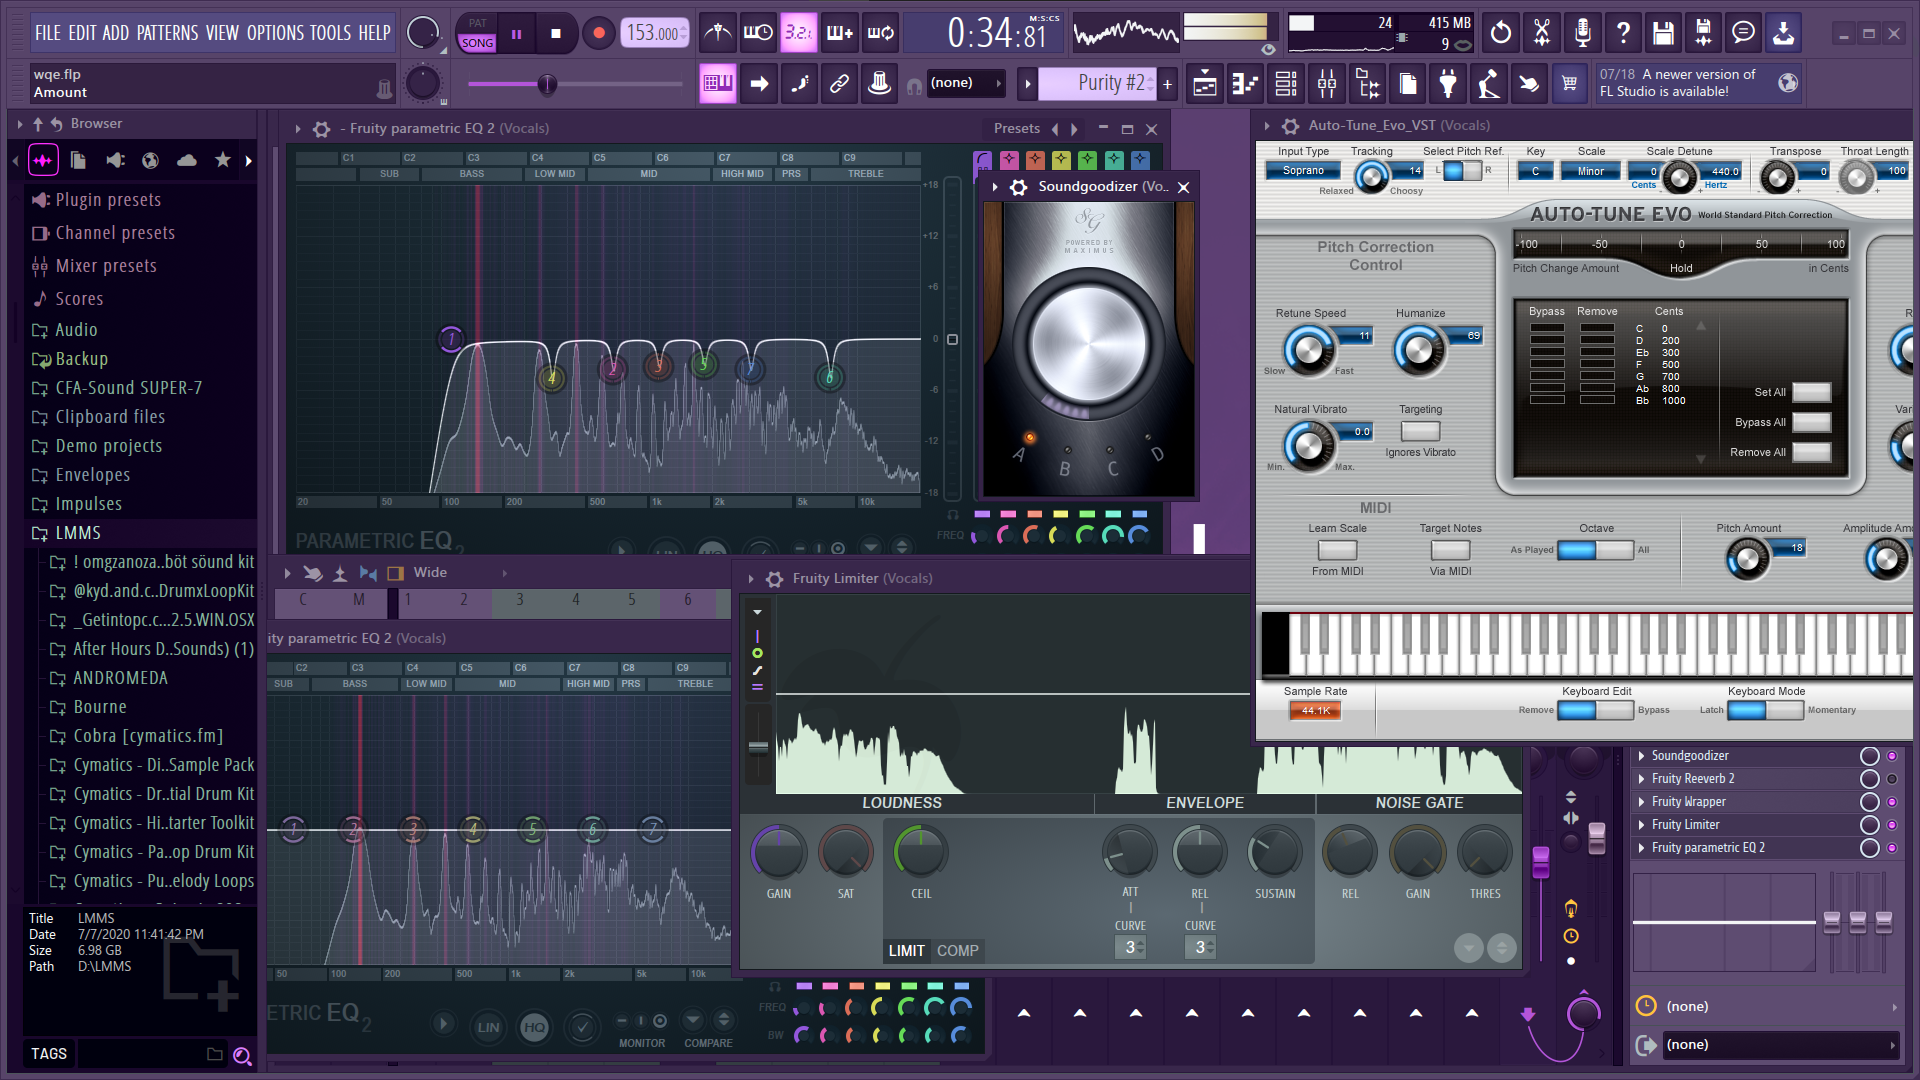 FILE EDIT ADD PATTERNS VIEW OPTIONS TOOLS HELP
PAT
SONG
153.000
3.2.1
0:34:81
M:S:CS
24
415 MB
9
wqe.flp
Amount
(none)
Purity #2
07/18 A newer version of
FL Studio is available!
Browser
Plugin presets
Channel presets
Mixer presets
Scores
Audio
Backup
CFA-Sound SUPER-7
Clipboard files
Demo projects
Envelopes
Impulses
LMMS
! omgzanoza..böt söund kit
@kyd.and.c..DrumxLoopKit
_Getintopc.c...2.5.WIN.OSX
After Hours D..Sounds) (1)
ANDROMEDA
Bourne
Cobra [cymatics.fm]
Cymatics - Di..Sample Pack
Cymatics - Dr..tial Drum Kit
Cymatics - Hi..tarter Toolkit
Cymatics - Pa..op Drum Kit
Cymatics - Pu..elody Loops
Title LMMS
Date 7/7/2020 11:41:42 PM
Size 6.98 GB
Path D:\LMMS
TAGS
- Fruity parametric EQ 2 (Vocals)
Presets
C1 C2 C3 C4 C5 C6 C7 C8 C9
SUB BASS LOW MID MID HIGH MID PRS TREBLE
+18
+12
+6
0
-6
-12
-18
1 4 2 3 5 7 6
20 50 100 200 500 1k 2k 5k 10k
PARAMETRIC EQ 2
LIN HQ
FREQ
Soundgoodizer (Vo..
SG
POWERED BY
MAXIMUS
A B C D
Auto-Tune_Evo_VST (Vocals)
Input Type Tracking Select Pitch Ref. Key Scale Scale Detune Transpose Throat Length
Soprano 14 L R C Minor 0 440.0 0 100
Relaxed Choosy Cents Hertz
AUTO-TUNE EVO World Standard Pitch Correction
Pitch Correction
Control
-100 -50 0 50 100
Pitch Change Amount Hold in Cents
Retune Speed Humanize
11 69
Slow Fast
Natural Vibrato Targeting
0.0
Min. Max. Ignores Vibrato
Bypass Remove Cents
C 0
D 200
Eb 300
F 500
G 700
Ab 800
Bb 1000
Set All
Bypass All
Remove All
MIDI
Learn Scale Target Notes Octave Pitch Amount Amplitude Am
As Played All 18
From MIDI Via MIDI
Sample Rate Keyboard Edit Keyboard Mode
44.1K Remove Bypass Latch Momentary
Wide
C M 1 2 3 4 5 6
ity parametric EQ 2 (Vocals)
C2 C3 C4 C5 C6 C7 C8 C9
SUB BASS LOW MID MID HIGH MID PRS TREBLE
1 2 3 4 5 6 7
50 100 200 500 1k 2k 5k 10k
ETRIC EQ 2
LIN HQ
MONITOR COMPARE
FREQ
BW
Fruity Limiter (Vocals)
LOUDNESS ENVELOPE NOISE GATE
GAIN SAT CEIL ATT REL SUSTAIN REL GAIN THRES
CURVE CURVE
3 3
LIMIT COMP
Soundgoodizer
Fruity Reeverb 2
Fruity Wrapper
Fruity Limiter
Fruity parametric EQ 2
(none)
(none)